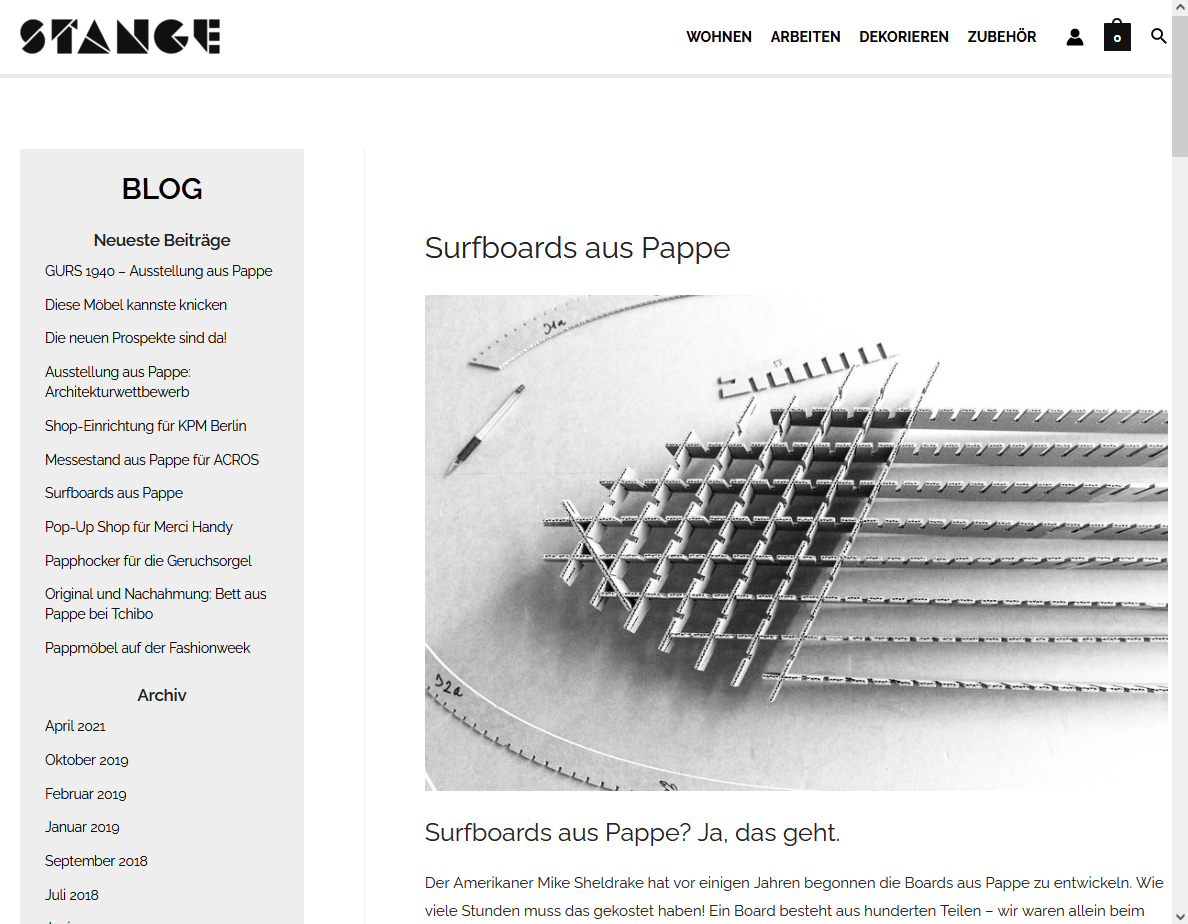 STANGE
WOHNEN ARBEITEN DEKORIEREN ZUBEHÖR 0
BLOG
Neueste Beiträge
GURS 1940 – Ausstellung aus Pappe
Diese Möbel kannste knicken
Die neuen Prospekte sind da!
Ausstellung aus Pappe:
Architekturwettbewerb
Shop-Einrichtung für KPM Berlin
Messestand aus Pappe für ACROS
Surfboards aus Pappe
Pop-Up Shop für Merci Handy
Papphocker für die Geruchsorgel
Original und Nachahmung: Bett aus
Pappe bei Tchibo
Pappmöbel auf der Fashionweek
Archiv
April 2021
Oktober 2019
Februar 2019
Januar 2019
September 2018
Juli 2018
Surfboards aus Pappe
Surfboards aus Pappe? Ja, das geht.
Der Amerikaner Mike Sheldrake hat vor einigen Jahren begonnen die Boards aus Pappe zu entwickeln. Wie
viele Stunden muss das gekostet haben! Ein Board besteht aus hunderten Teilen – wir waren allein beim